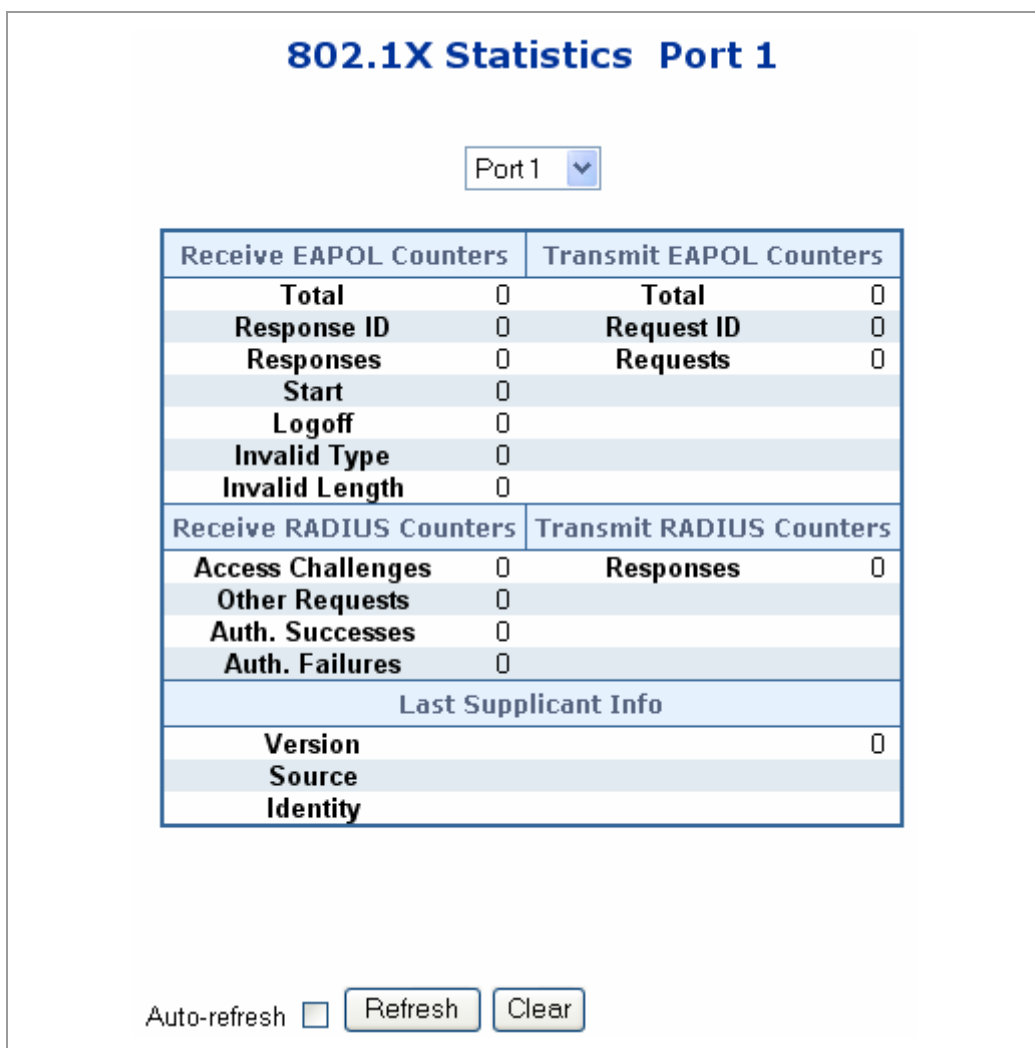 802.1X Statistics Port 1
Port 1
Receive EAPOL Counters Transmit EAPOL Counters
Total 0 Total 0
Response ID 0 Request ID 0
Responses 0 Requests 0
Start 0
Logoff 0
Invalid Type 0
Invalid Length 0
Receive RADIUS Counters Transmit RADIUS Counters
Access Challenges 0 Responses 0
Other Requests 0
Auth. Successes 0
Auth. Failures 0
Last Supplicant Info
Version 0
Source
Identity
Auto-refresh Refresh Clear